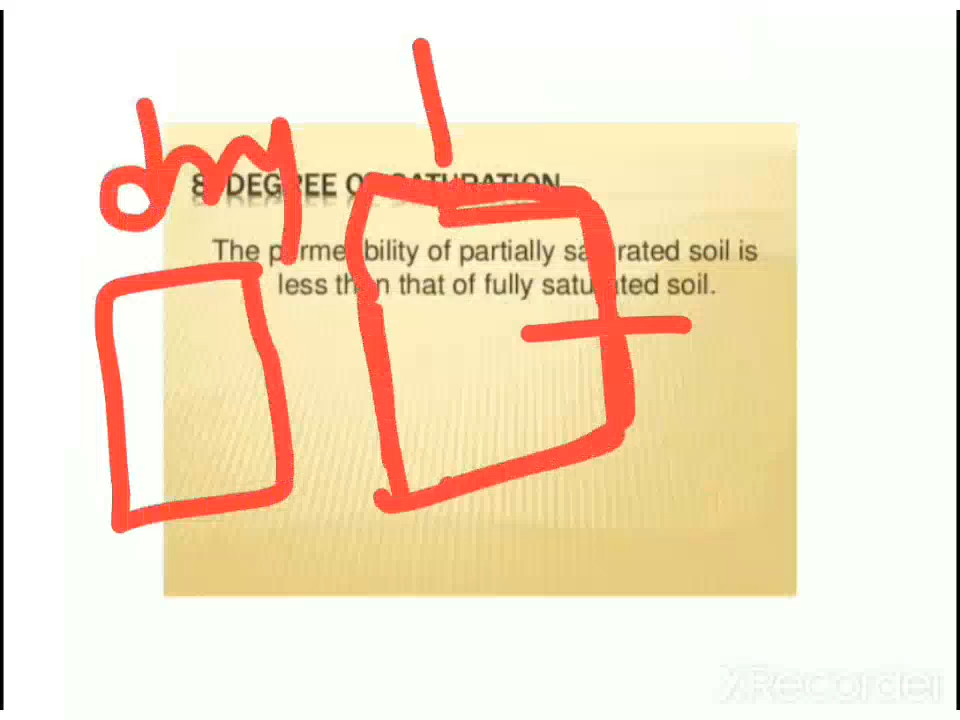 dry
8. DEGREE OF SATURATION
The permeability of partially saturated soil is
less than that of fully saturated soil.
XRecorder